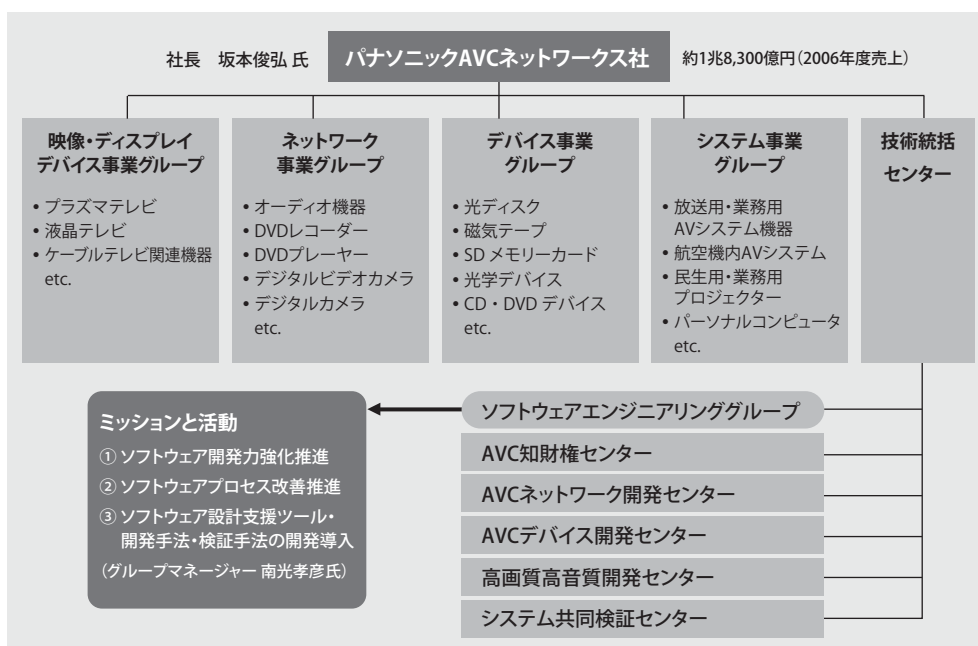 社長 坂本俊弘 氏
パナソニックAVCネットワークス社
約1兆8,300億円(2006年度売上)
映像・ディスプレイ
デバイス事業グループ
• プラズマテレビ
• 液晶テレビ
• ケーブルテレビ関連機器
etc.
ネットワーク
事業グループ
• オーディオ機器
• DVDレコーダー
• DVDプレーヤー
• デジタルビデオカメラ
• デジタルカメラ
etc.
デバイス事業
グループ
• 光ディスク
• 磁気テープ
• SD メモリーカード
• 光学デバイス
• CD・DVD デバイス
etc.
システム事業
グループ
• 放送用・業務用
AVシステム機器
• 航空機内AVシステム
• 民生用・業務用
プロジェクター
• パーソナルコンピュータ
etc.
技術統括
センター
ミッションと活動
① ソフトウェア開発力強化推進
② ソフトウェアプロセス改善推進
③ ソフトウェア設計支援ツール・
開発手法・検証手法の開発導入
(グループマネージャー 南光孝彦氏)
ソフトウェアエンジニアリンググループ
AVC知財権センター
AVCネットワーク開発センター
AVCデバイス開発センター
高画質高音質開発センター
システム共同検証センター